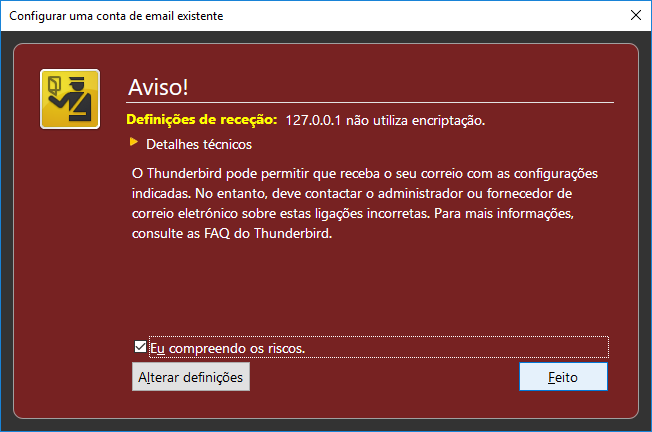 Configurar uma conta de email existente
Aviso!
Definições de receção: 127.0.0.1 não utiliza encriptação.
Detalhes técnicos
O Thunderbird pode permitir que receba o seu correio com as configurações
indicadas. No entanto, deve contactar o administrador ou fornecedor de
correio eletrónico sobre estas ligações incorretas. Para mais informações,
consulte as FAQ do Thunderbird.
Eu compreendo os riscos.
Alterar definições
Feito